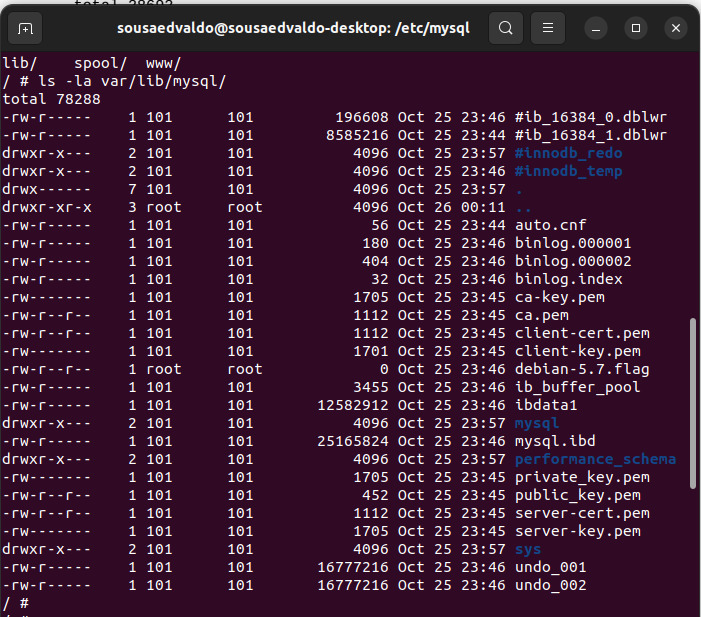 sousaedvaldo@sousaedvaldo-desktop: /etc/mysql
lib/    spool/  www/
/ # ls -la var/lib/mysql/
total 78288
-rw-r-----    1 101      101         196608 Oct 25 23:46 #ib_16384_0.dblwr
-rw-r-----    1 101      101        8585216 Oct 25 23:44 #ib_16384_1.dblwr
drwxr-x---    2 101      101           4096 Oct 25 23:57 #innodb_redo
drwxr-x---    2 101      101           4096 Oct 25 23:46 #innodb_temp
drwx------    7 101      101           4096 Oct 25 23:57 .
drwxr-xr-x    3 root     root          4096 Oct 26 00:11 ..
-rw-r-----    1 101      101             56 Oct 25 23:44 auto.cnf
-rw-r-----    1 101      101            180 Oct 25 23:46 binlog.000001
-rw-r-----    1 101      101            404 Oct 25 23:46 binlog.000002
-rw-r-----    1 101      101             32 Oct 25 23:46 binlog.index
-rw-------    1 101      101           1705 Oct 25 23:45 ca-key.pem
-rw-r--r--    1 101      101           1112 Oct 25 23:45 ca.pem
-rw-r--r--    1 101      101           1112 Oct 25 23:45 client-cert.pem
-rw-------    1 101      101           1701 Oct 25 23:45 client-key.pem
-rw-r--r--    1 root     root             0 Oct 25 23:46 debian-5.7.flag
-rw-r-----    1 101      101           3455 Oct 25 23:46 ib_buffer_pool
-rw-r-----    1 101      101       12582912 Oct 25 23:46 ibdata1
drwxr-x---    2 101      101           4096 Oct 25 23:57 mysql
-rw-r-----    1 101      101       25165824 Oct 25 23:46 mysql.ibd
drwxr-x---    2 101      101           4096 Oct 25 23:57 performance_schema
-rw-------    1 101      101           1705 Oct 25 23:45 private_key.pem
-rw-r--r--    1 101      101            452 Oct 25 23:45 public_key.pem
-rw-r--r--    1 101      101           1112 Oct 25 23:45 server-cert.pem
-rw-------    1 101      101           1705 Oct 25 23:45 server-key.pem
drwxr-x---    2 101      101           4096 Oct 25 23:57 sys
-rw-r-----    1 101      101       16777216 Oct 25 23:46 undo_001
-rw-r-----    1 101      101       16777216 Oct 25 23:46 undo_002
/ #